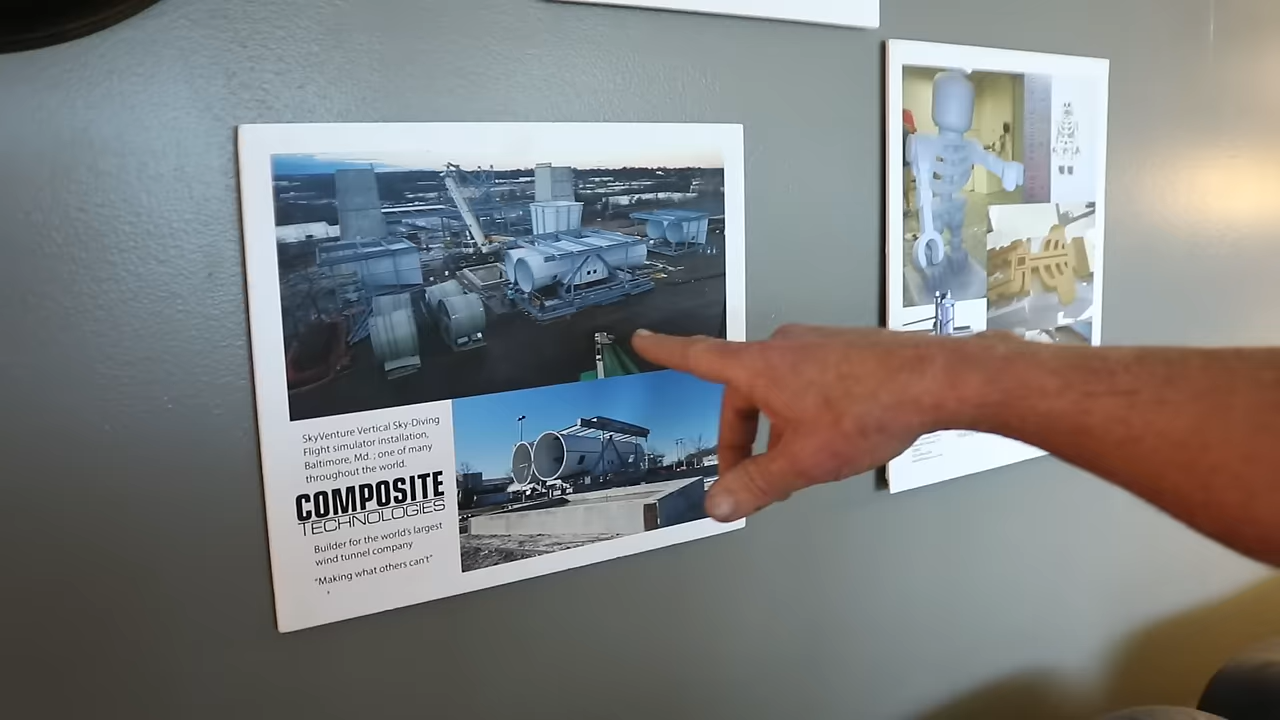 SkyVenture Vertical Sky-Diving
Flight simulator installation,
Baltimore, Md. ; one of many
throughout the world.
COMPOSITE
TECHNOLOGIES
Builder for the world's largest
wind tunnel company
"Making what others can't"